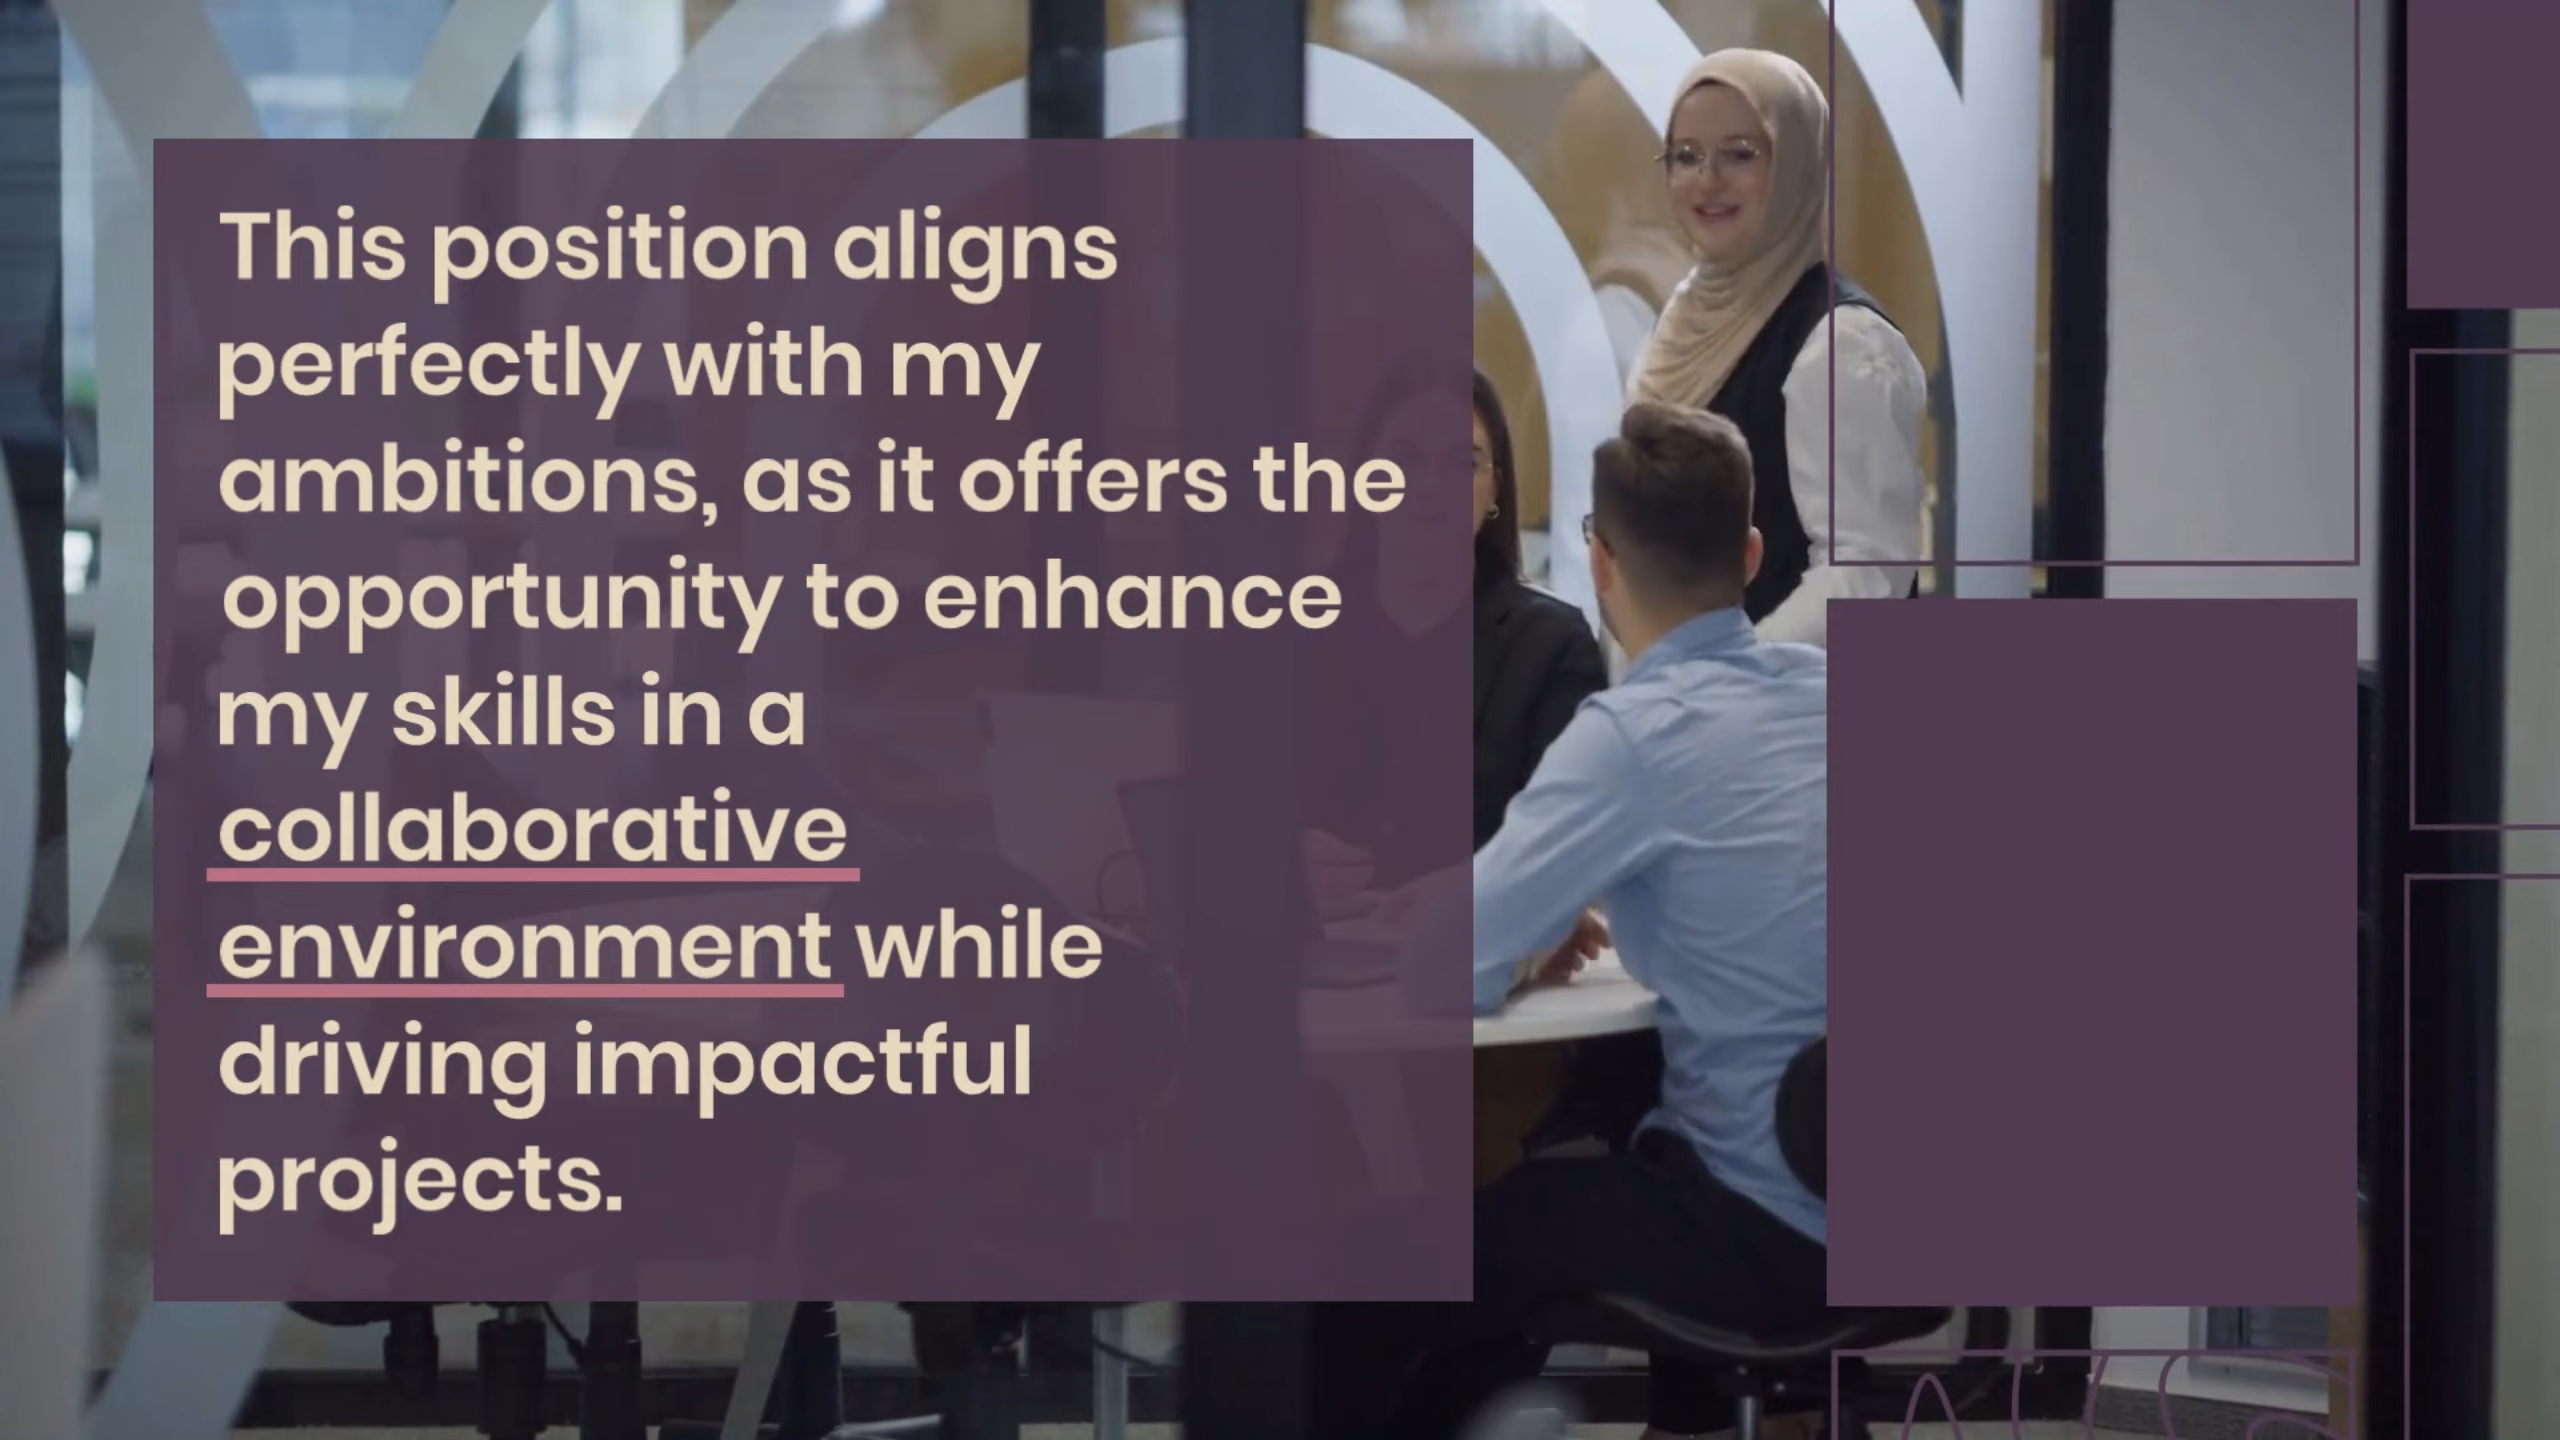 This position aligns
perfectly with my
ambitions, as it offers the
opportunity to enhance
my skills in a
collaborative
environment while
driving impactful
projects.